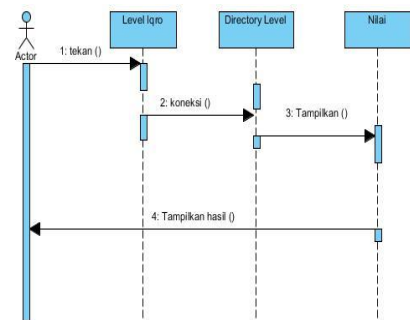 Level Iqro
Directory Level
Nilai
Actor
1: tekan ()
2: koneksi ()
3: Tampilkan ()
4: Tampilkan hasil ()